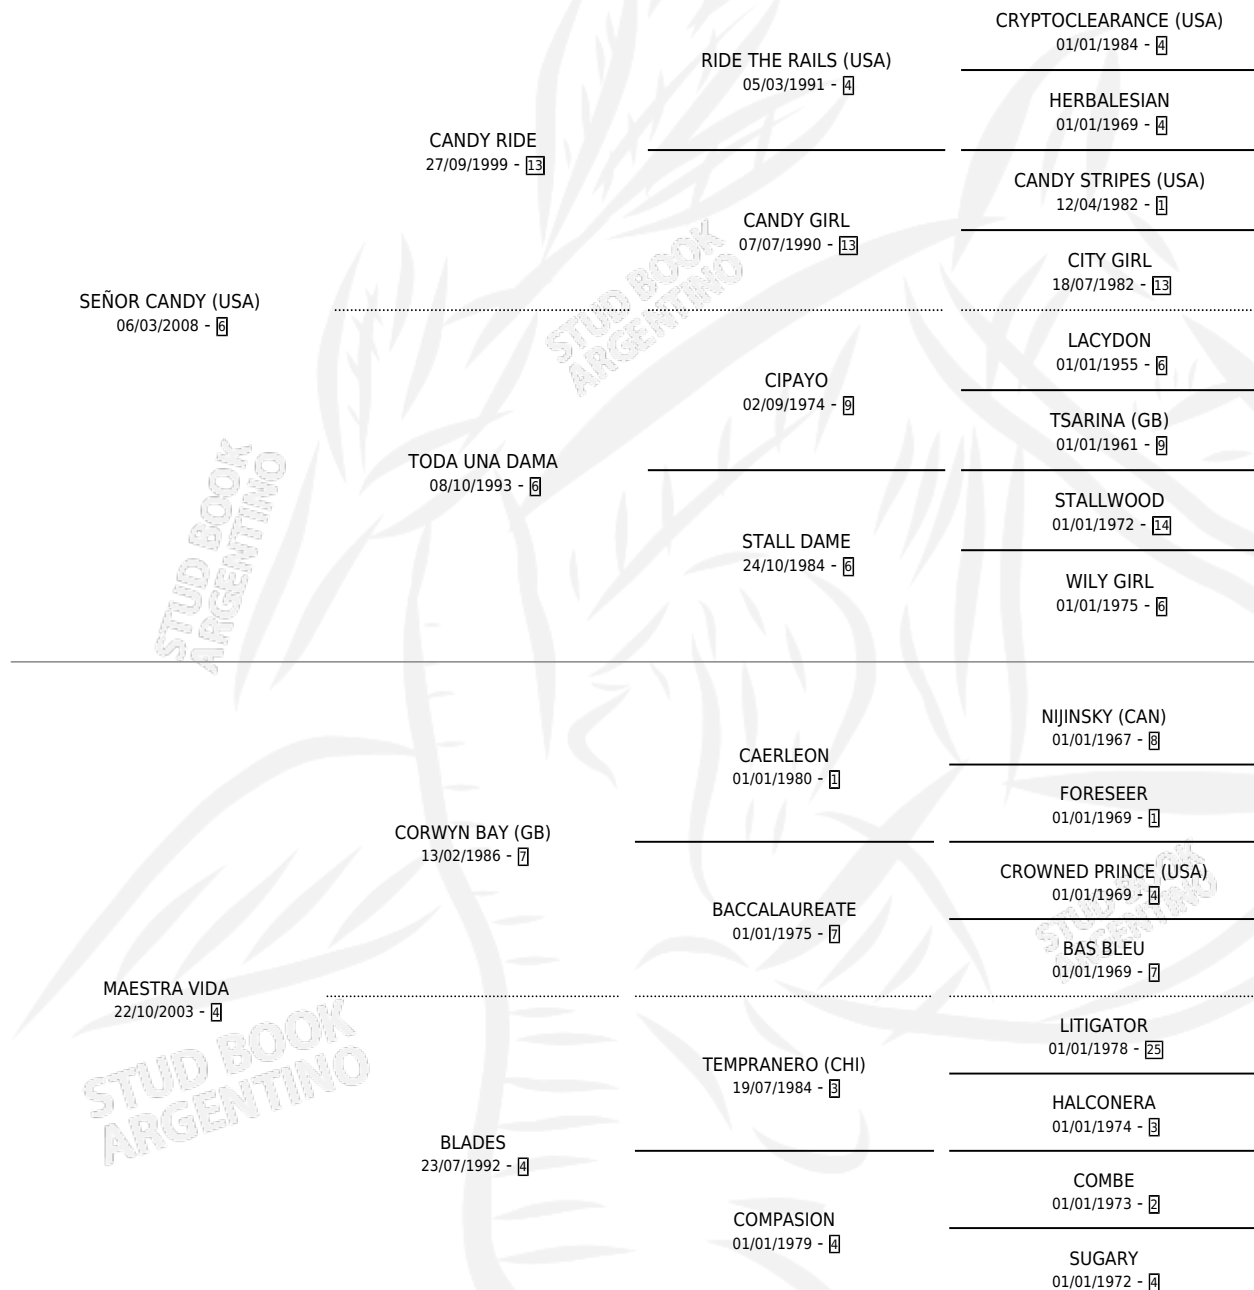 CRYPTOCLEARANCE (USA)
01/01/1984 - 4
RIDE THE RAILS (USA)
05/03/1991 - 4
HERBALESIAN
01/01/1969 - 4
CANDY RIDE
27/09/1999 - 13
CANDY STRIPES (USA)
12/04/1982 - 1
CANDY GIRL
07/07/1990 - 13
CITY GIRL
18/07/1982 - 13
SEÑOR CANDY (USA)
06/03/2008 - 6
STUD BOOK
ARGENTINO
LACYDON
01/01/1955 - 6
CIPAYO
02/09/1974 - 9
TSARINA (GB)
01/01/1961 - 9
TODA UNA DAMA
08/10/1993 - 6
STALLWOOD
01/01/1972 - 14
STALL DAME
24/10/1984 - 6
WILY GIRL
01/01/1975 - 6
STUD BOOK
ARGENTINO
NIJINSKY (CAN)
01/01/1967 - 8
CAERLEON
01/01/1980 - 1
FORESEER
01/01/1969 - 1
CORWYN BAY (GB)
13/02/1986 - 7
CROWNED PRINCE (USA)
01/01/1969 - 4
BACCALAUREATE
01/01/1975 - 7
BAS BLEU
01/01/1969 - 7
STUD BOOK
ARGENTINO
MAESTRA VIDA
22/10/2003 - 4
STUD BOOK
ARGENTINO
LITIGATOR
01/01/1978 - 25
TEMPRANERO (CHI)
19/07/1984 - 3
HALCONERA
01/01/1974 - 3
BLADES
23/07/1992 - 4
COMBE
01/01/1973 - 2
COMPASION
01/01/1979 - 4
SUGARY
01/01/1972 - 4